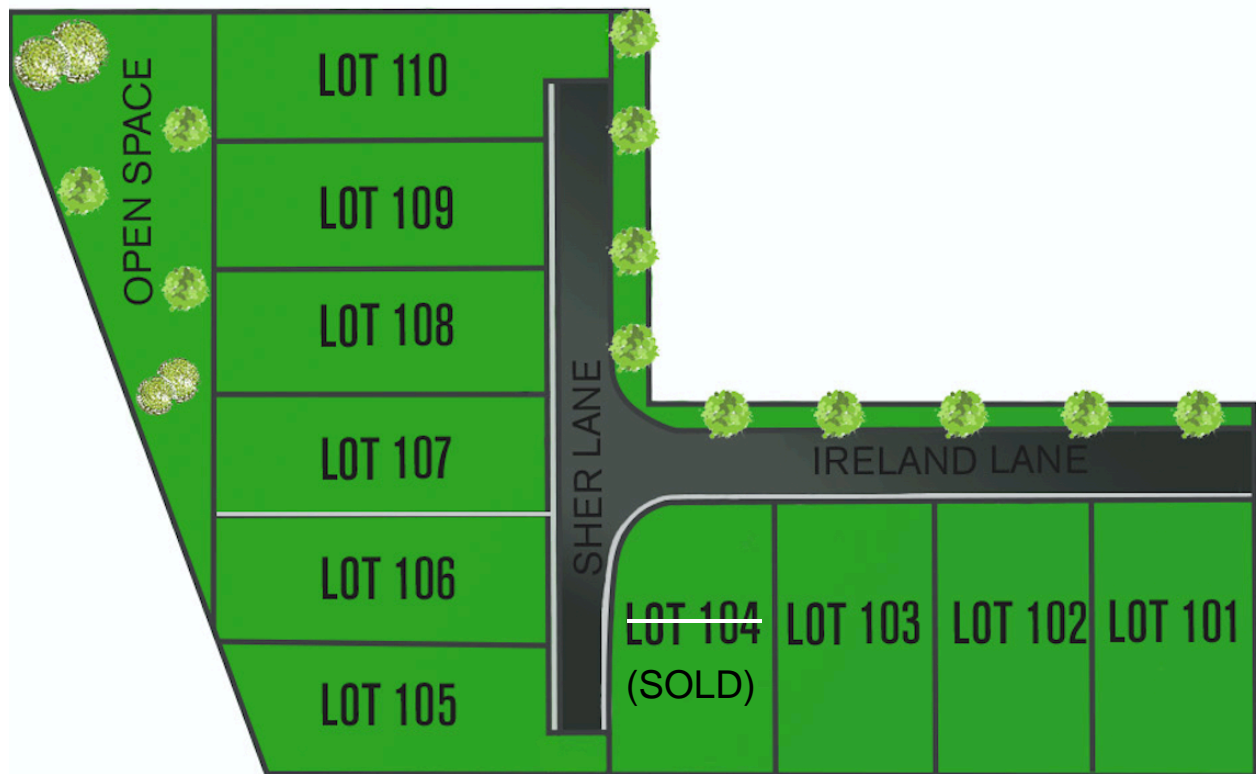 LOT 110
OPEN SPACE
LOT 109
LOT 108
SHER LANE
LOT 107
IRELAND LANE
LOT 106
LOT 104
(SOLD)
LOT 103
LOT 102
LOT 101
LOT 105